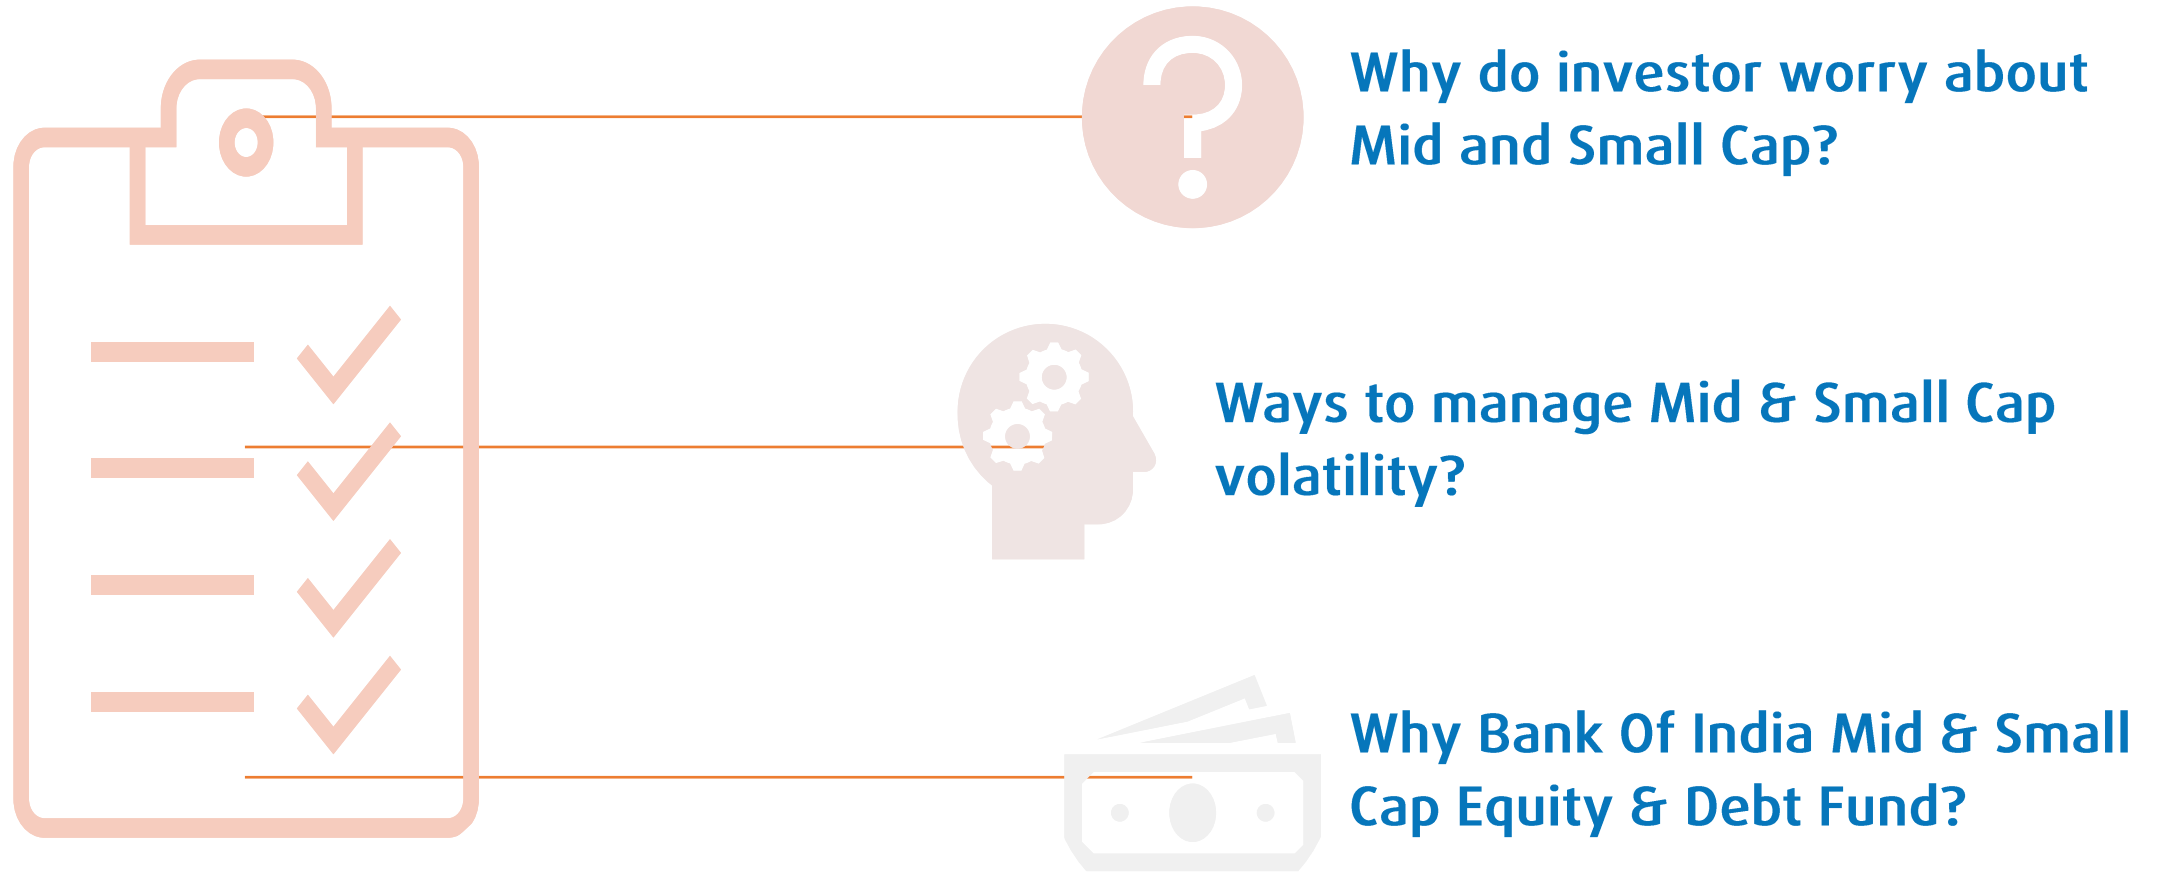 Why do investor worry about
Mid and Small Cap?
Ways to manage Mid & Small Cap
volatility?
Why Bank Of India Mid & Small
Cap Equity & Debt Fund?